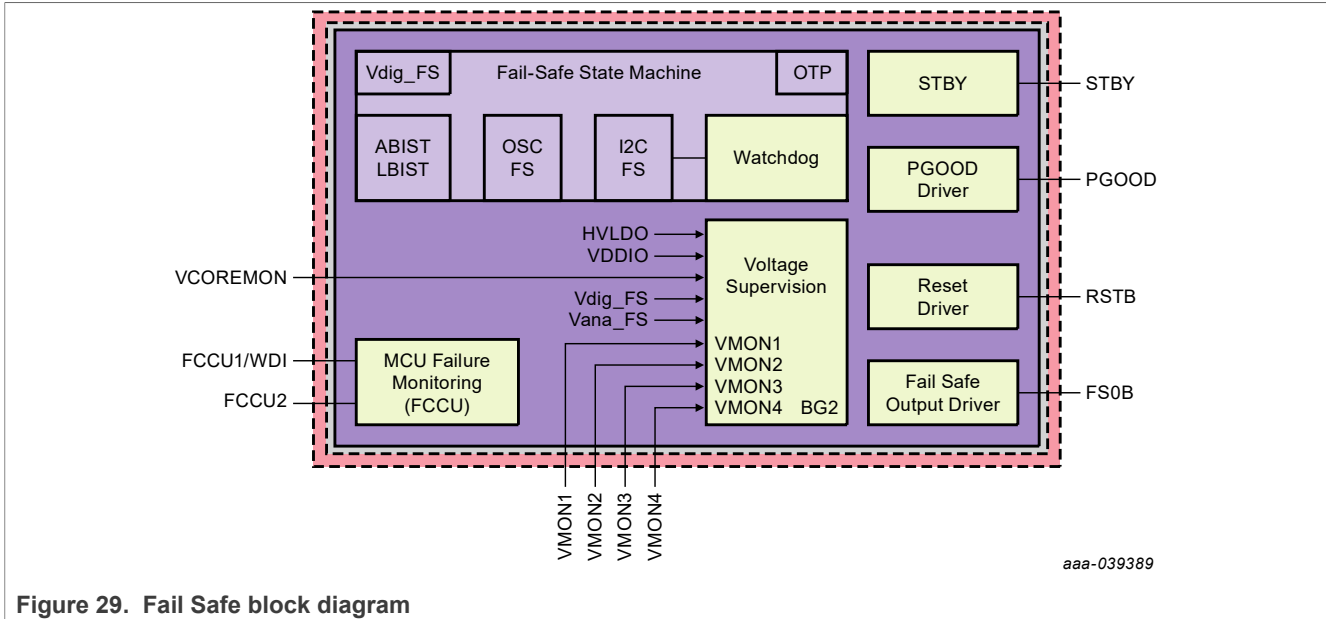 Vdig_FS
Fail-Safe State Machine
OTP
STBY
STBY
ABIST
LBIST
OSC
FS
I2C
FS
Watchdog
PGOOD
Driver
PGOOD
HVLDO
VDDIO
VCOREMON
Vdig_FS
Vana_FS
Voltage
Supervision
VMON1
VMON2
VMON3
VMON4 BG2
Reset
Driver
RSTB
FCCU1/WDI
FCCU2
MCU Failure
Monitoring
(FCCU)
Fail Safe
Output Driver
FS0B
VMON1
VMON2
VMON3
VMON4
aaa-039389
Figure 29. Fail Safe block diagram